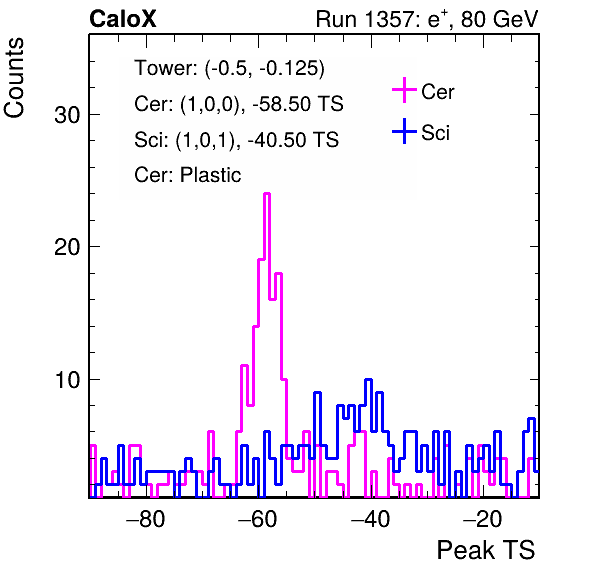 CaloX Run 1357: e⁺, 80 GeV
Counts
Tower: (-0.5, -0.125)
Cer: (1,0,0), -58.50 TS
Sci: (1,0,1), -40.50 TS
Cer: Plastic
Cer
Sci
30
20
10
−80 −60 −40 −20
Peak TS